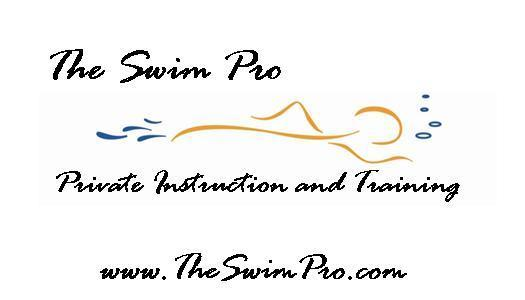 The Swim Pro
Private Instruction and Training
www.TheSwimPro.com